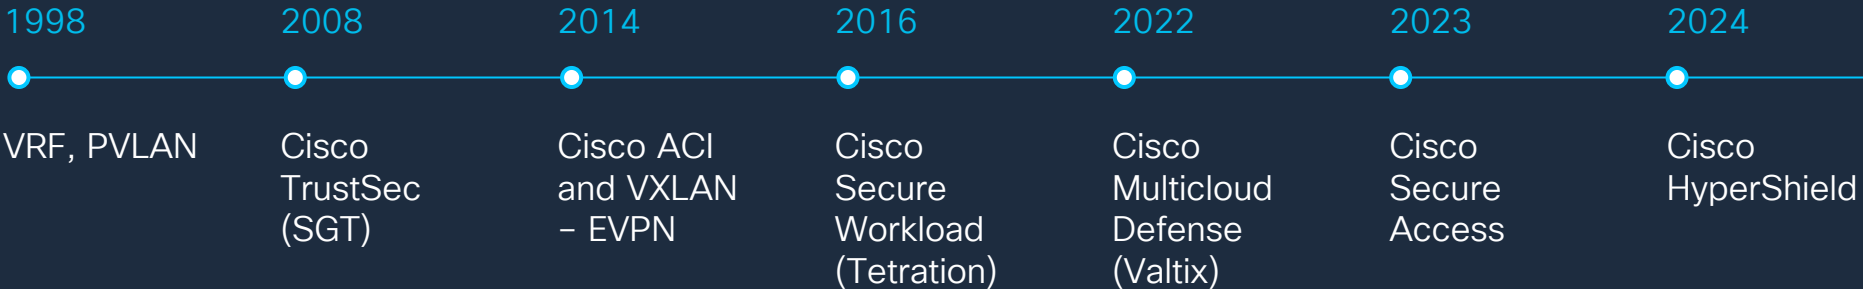 1998
VRF, PVLAN
2008
Cisco
TrustSec
(SGT)
2014
Cisco ACI
and VXLAN
– EVPN
2016
Cisco
Secure
Workload
(Tetration)
2022
Cisco
Multicloud
Defense
(Valtix)
2023
Cisco
Secure
Access
2024
Cisco
HyperShield